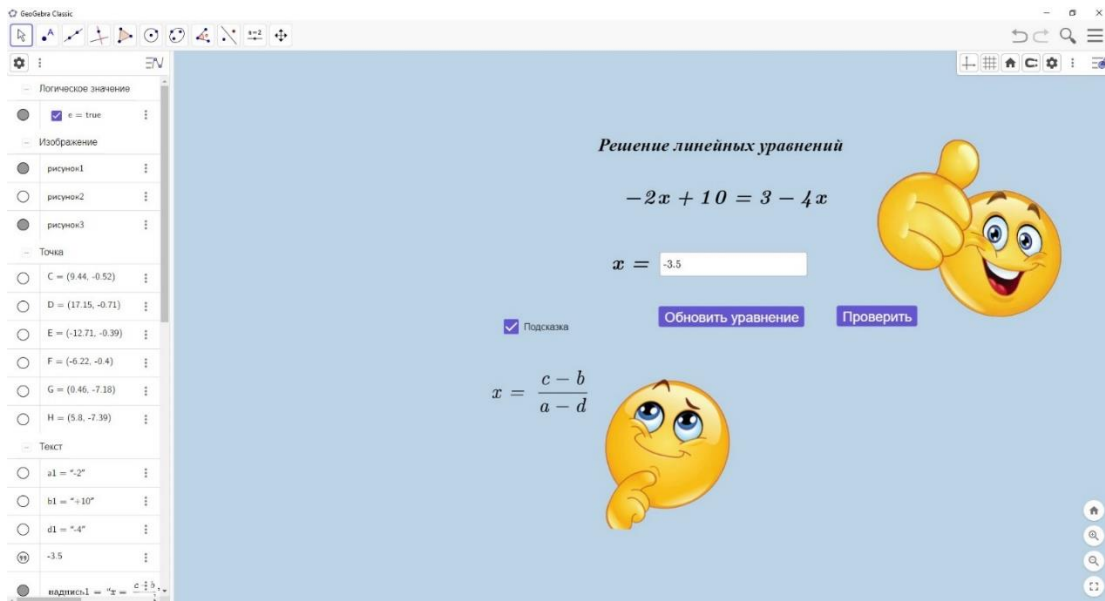 GeoGebra Classic
Логическое значение
e = true
Изображение
рисунок1
рисунок2
рисунок3
Точка
C = (9.44, -0.52)
D = (17.15, -0.71)
E = (-12.71, -0.39)
F = (-6.22, -0.4)
G = (0.46, -7.18)
H = (5.8, -7.39)
Текст
a1 = "-2"
b1 = "+10"
d1 = "-4"
-3.5
Решение линейных уравнений
−2x + 10 = 3 − 4x
x = -3.5
Обновить уравнение
Проверить
Подсказка
x = \frac{c − b}{a − d}